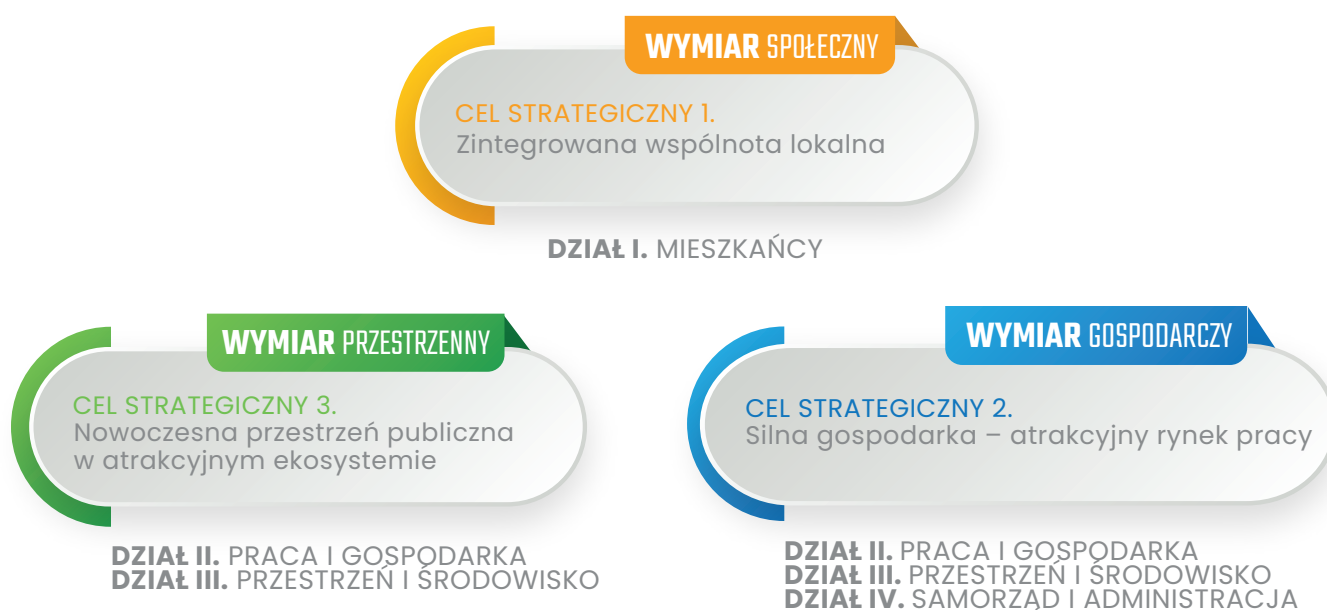 WYMIAR SPOŁECZNY
CEL STRATEGICZNY 1.
Zintegrowana wspólnota lokalna
DZIAŁ I. MIESZKAŃCY
WYMIAR PRZESTRZENNY
CEL STRATEGICZNY 3.
Nowoczesna przestrzeń publiczna
w atrakcyjnym ekosystemie
DZIAŁ II. PRACA I GOSPODARKA
DZIAŁ III. PRZESTRZEŃ I ŚRODOWISKO
WYMIAR GOSPODARCZY
CEL STRATEGICZNY 2.
Silna gospodarka – atrakcyjny rynek pracy
DZIAŁ II. PRACA I GOSPODARKA
DZIAŁ III. PRZESTRZEŃ I ŚRODOWISKO
DZIAŁ IV. SAMORZĄD I ADMINISTRACJA